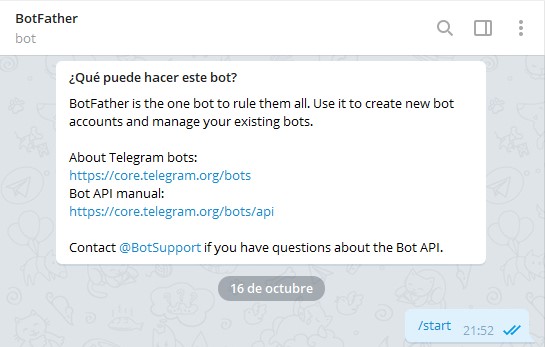 BotFather
bot
¿Qué puede hacer este bot?
BotFather is the one bot to rule them all. Use it to create new bot
accounts and manage your existing bots.
About Telegram bots:
https://core.telegram.org/bots
Bot API manual:
https://core.telegram.org/bots/api
Contact @BotSupport if you have questions about the Bot API.
16 de octubre
/start 21:52